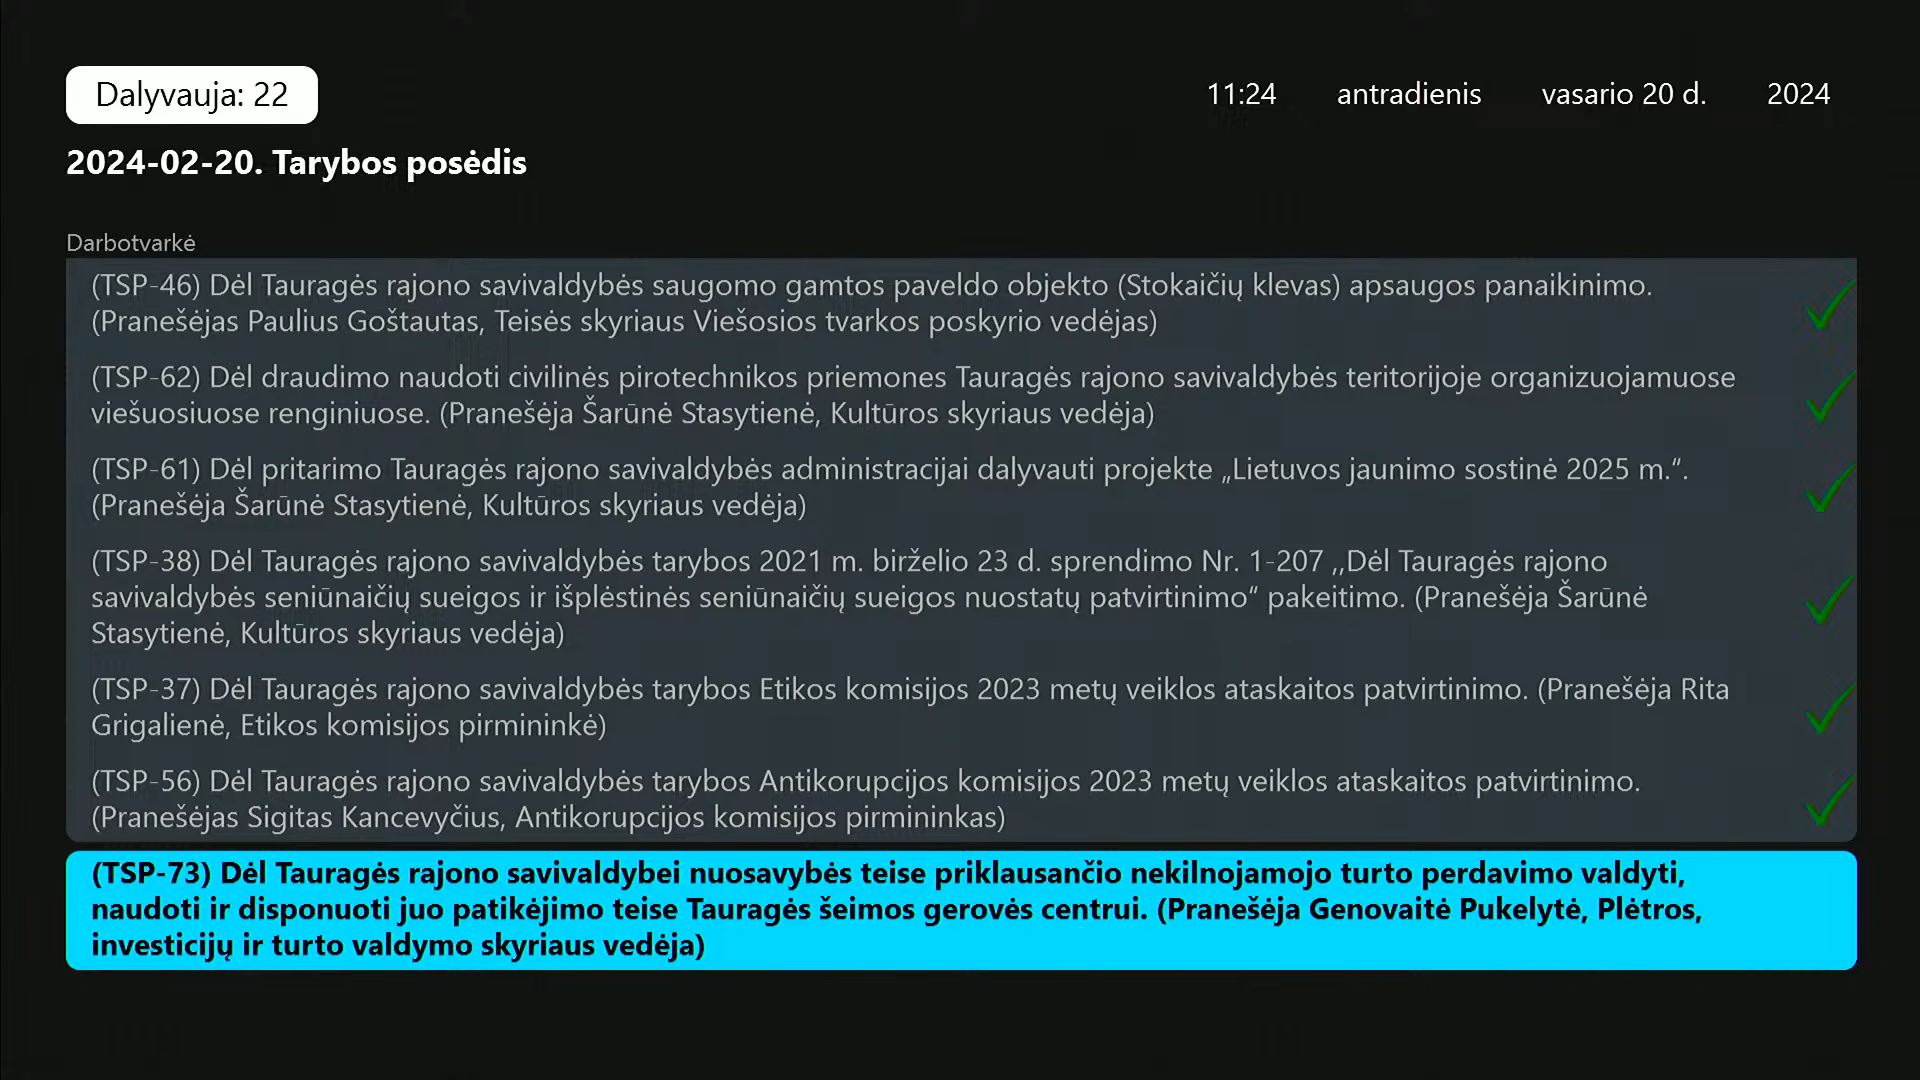 Dalyvauja: 22
11:24 antradienis vasario 20 d. 2024
2024-02-20. Tarybos posėdis
Darbotvarkė
(TSP-46) Dėl Tauragės rajono savivaldybės saugomo gamtos paveldo objekto (Stokaičių klevas) apsaugos panaikinimo.
(Pranešėjas Paulius Goštautas, Teisės skyriaus Viešosios tvarkos poskyrio vedėjas)
(TSP-62) Dėl draudimo naudoti civilinės pirotechnikos priemones Tauragės rajono savivaldybės teritorijoje organizuojamuose
viešuosiuose renginiuose. (Pranešėja Šarūnė Stasytienė, Kultūros skyriaus vedėja)
(TSP-61) Dėl pritarimo Tauragės rajono savivaldybės administracijai dalyvauti projekte „Lietuvos jaunimo sostinė 2025 m.“.
(Pranešėja Šarūnė Stasytienė, Kultūros skyriaus vedėja)
(TSP-38) Dėl Tauragės rajono savivaldybės tarybos 2021 m. birželio 23 d. sprendimo Nr. 1-207 ,,Dėl Tauragės rajono
savivaldybės seniūnaičių sueigos ir išplėstinės seniūnaičių sueigos nuostatų patvirtinimo“ pakeitimo. (Pranešėja Šarūnė
Stasytienė, Kultūros skyriaus vedėja)
(TSP-37) Dėl Tauragės rajono savivaldybės tarybos Etikos komisijos 2023 metų veiklos ataskaitos patvirtinimo. (Pranešėja Rita
Grigalienė, Etikos komisijos pirmininkė)
(TSP-56) Dėl Tauragės rajono savivaldybės tarybos Antikorupcijos komisijos 2023 metų veiklos ataskaitos patvirtinimo.
(Pranešėjas Sigitas Kancevyčius, Antikorupcijos komisijos pirmininkas)
(TSP-73) Dėl Tauragės rajono savivaldybei nuosavybės teise priklausančio nekilnojamojo turto perdavimo valdyti,
naudoti ir disponuoti juo patikėjimo teise Tauragės šeimos gerovės centrui. (Pranešėja Genovaitė Pukelytė, Plėtros,
investicijų ir turto valdymo skyriaus vedėja)